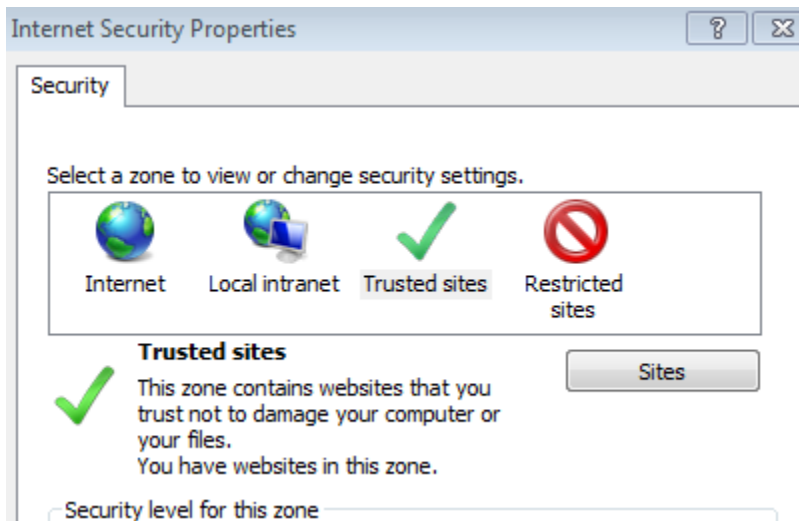 Internet Security Properties
Security
Select a zone to view or change security settings.
Internet
Local intranet
Trusted sites
Restricted
sites
Trusted sites
Sites
This zone contains websites that you
trust not to damage your computer or
your files.
You have websites in this zone.
Security level for this zone